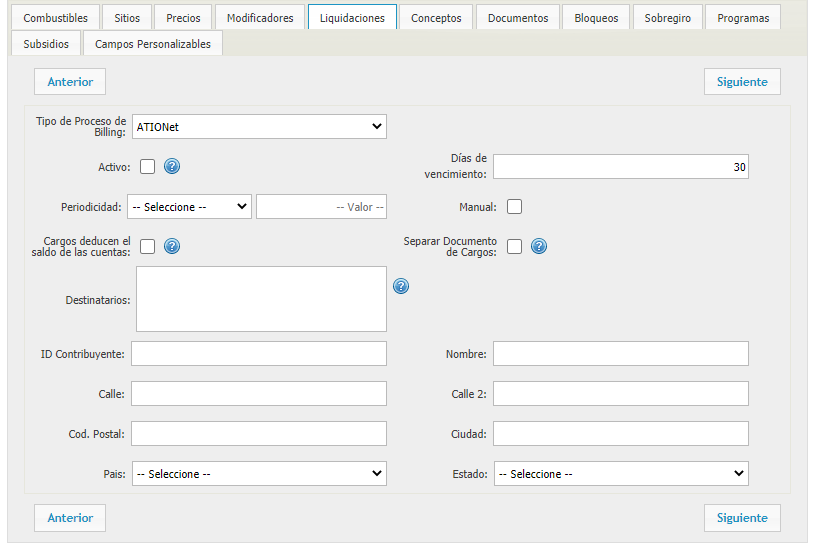 Combustibles Sitios Precios Modificadores Liquidaciones Conceptos Documentos Bloqueos Sobregiro Programas
Subsidios Campos Personalizables
Anterior Siguiente
Tipo de Proceso de
Billing: ATIONet
Activo: ? Días de
vencimiento: 30
Periodicidad: -- Seleccione -- -- Valor -- Manual:
Cargos deducen el
saldo de las cuentas: ? Separar Documento
de Cargos: ?
Destinatarios: ?
ID Contribuyente: Nombre:
Calle: Calle 2:
Cod. Postal: Ciudad:
Pais: -- Seleccione -- Estado: -- Seleccione --
Anterior Siguiente